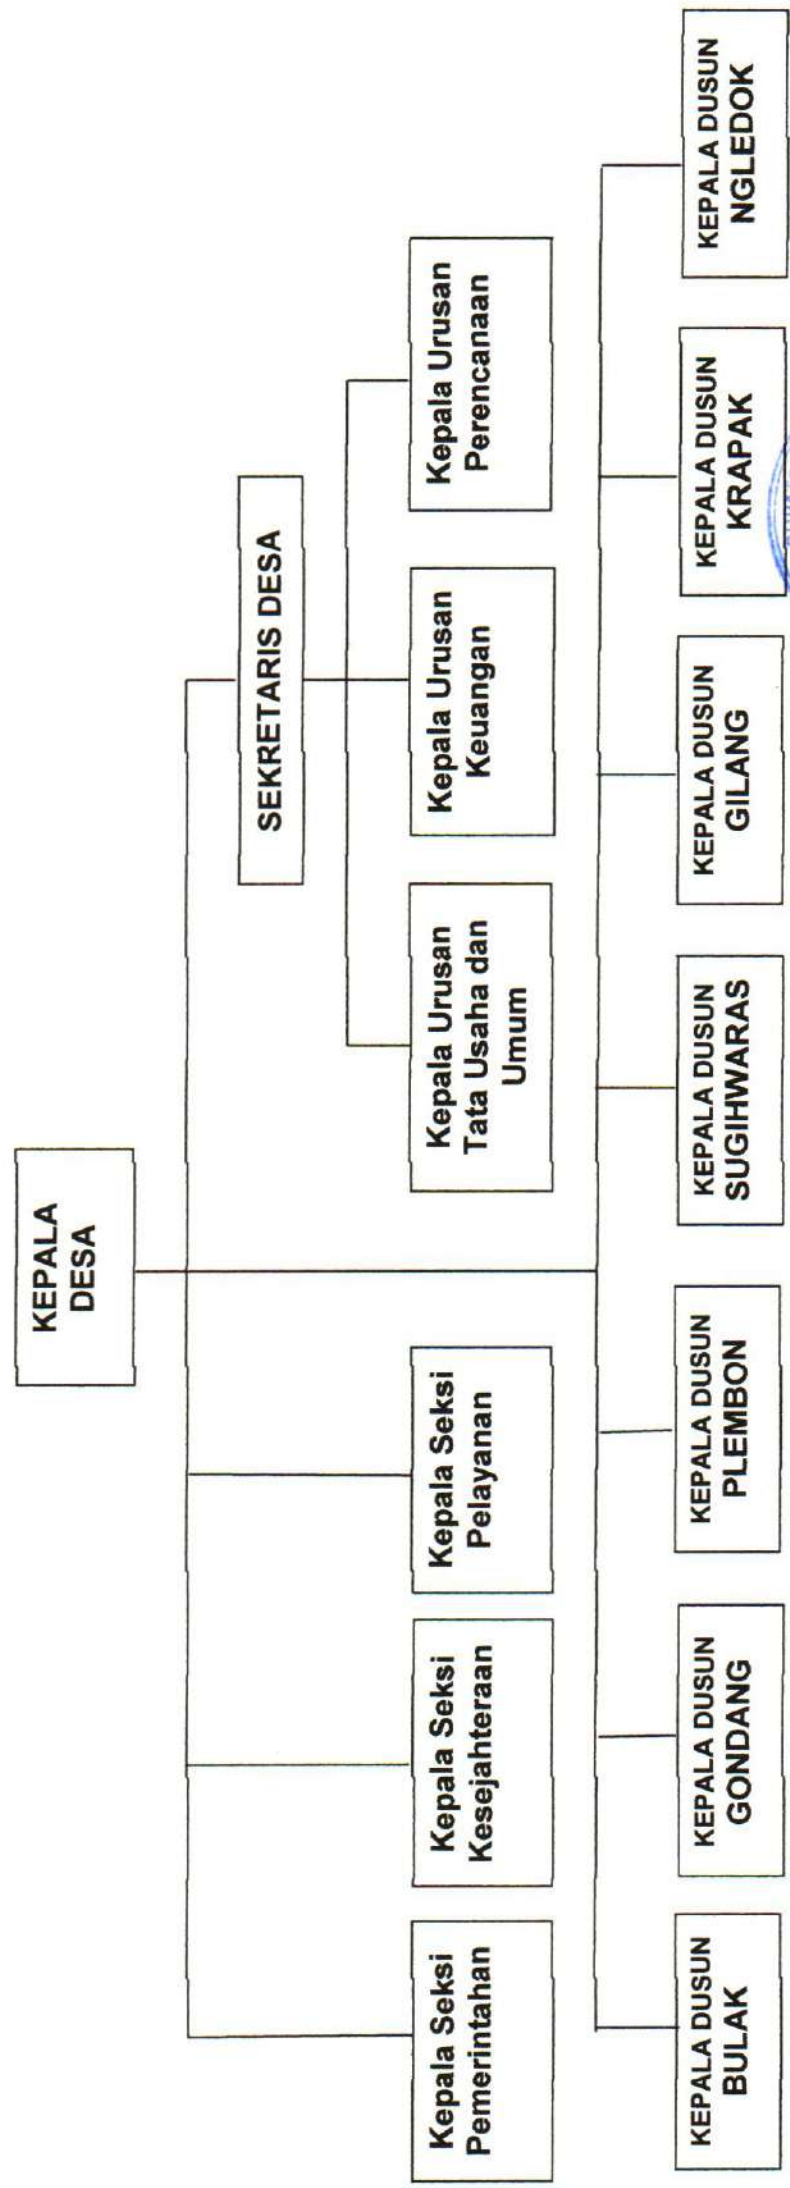 KEPALA
DESA
SEKRETARIS DESA
Kepala Seksi
Pemerintahan
Kepala Seksi
Kesejahteraan
Kepala Seksi
Pelayanan
Kepala Urusan
Tata Usaha dan
Umum
Kepala Urusan
Keuangan
Kepala Urusan
Perencanaan
KEPALA DUSUN
BULAK
KEPALA DUSUN
GONDANG
KEPALA DUSUN
PLEMBON
KEPALA DUSUN
SUGIHWARAS
KEPALA DUSUN
GILANG
KEPALA DUSUN
KRAPAK
KEPALA DUSUN
NGLEDOK